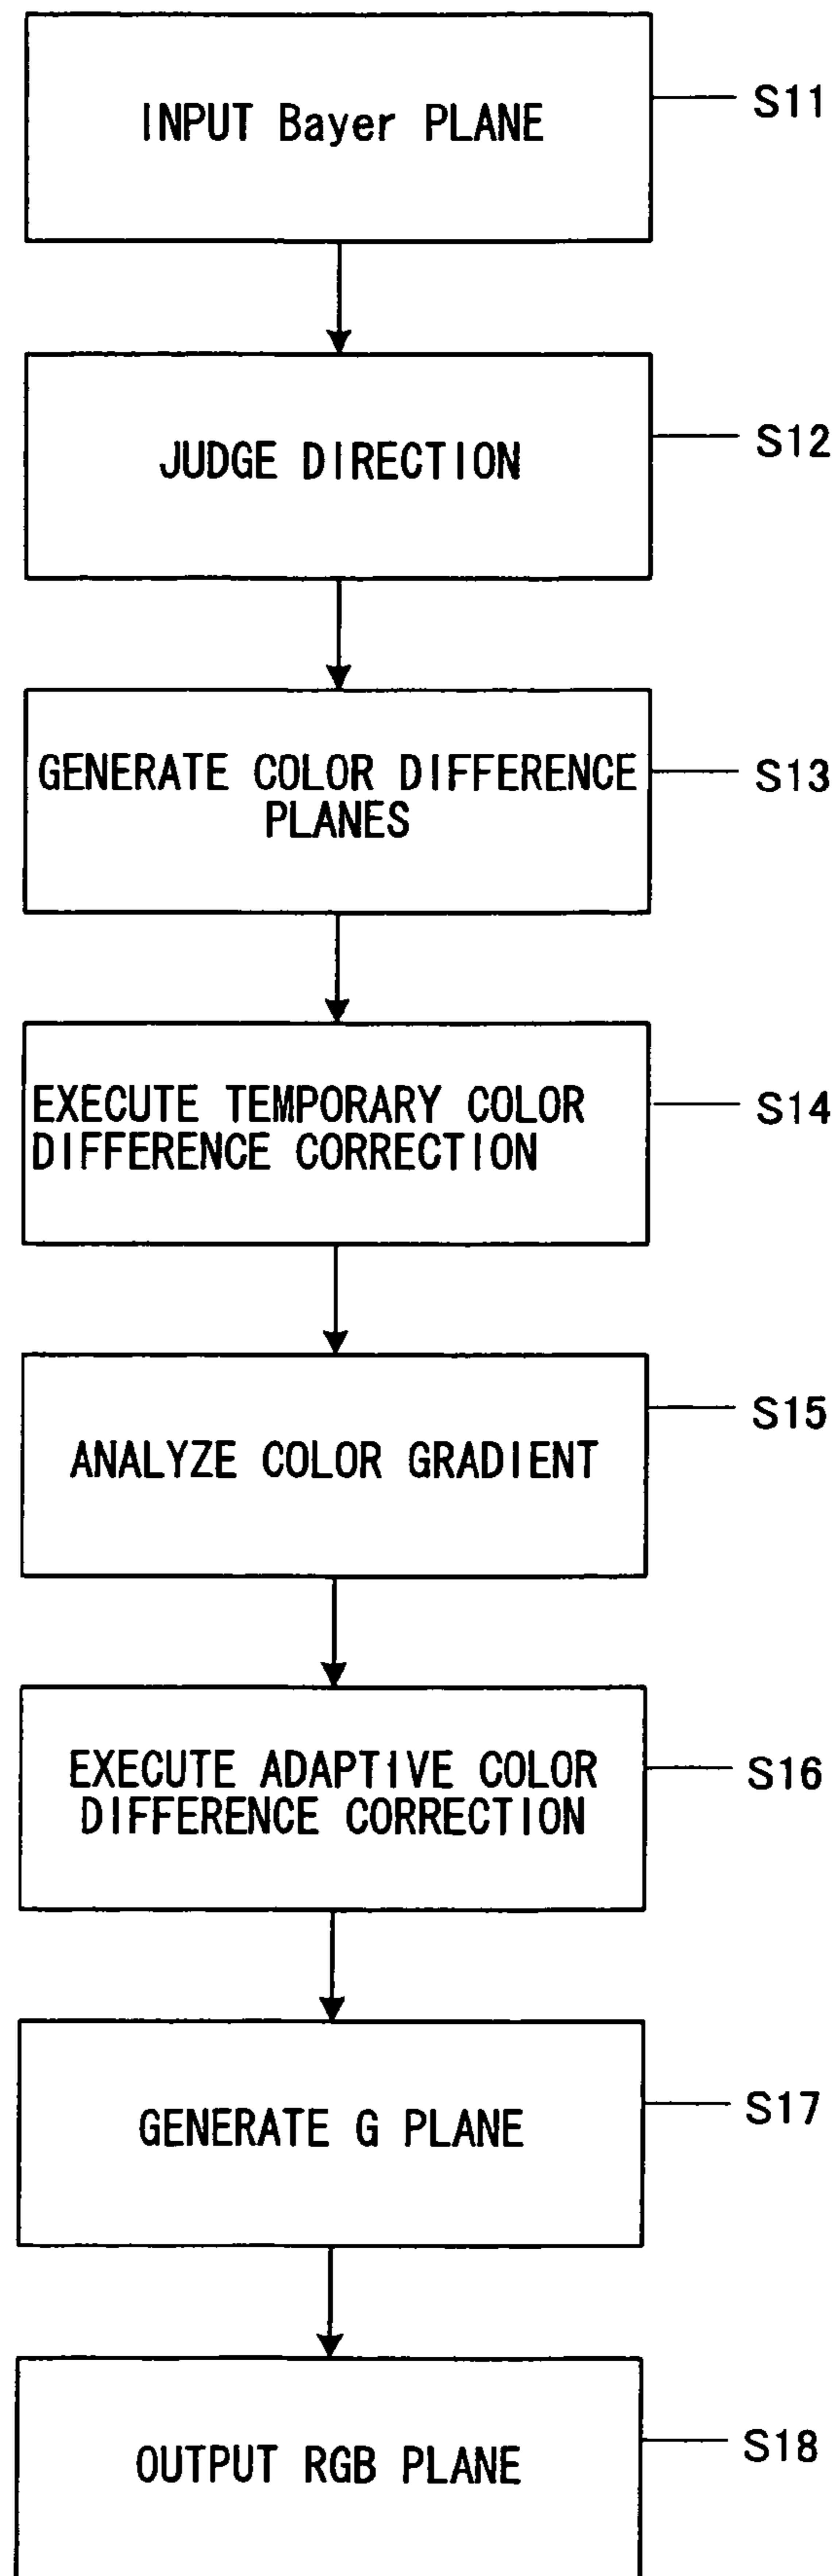 INPUT Bayer PLANE
S11
JUDGE DIRECTION
S12
GENERATE COLOR DIFFERENCE
PLANES
S13
EXECUTE TEMPORARY COLOR
DIFFERENCE CORRECTION
S14
ANALYZE COLOR GRADIENT
S15
EXECUTE ADAPTIVE COLOR
DIFFERENCE CORRECTION
S16
GENERATE G PLANE
S17
OUTPUT RGB PLANE
S18